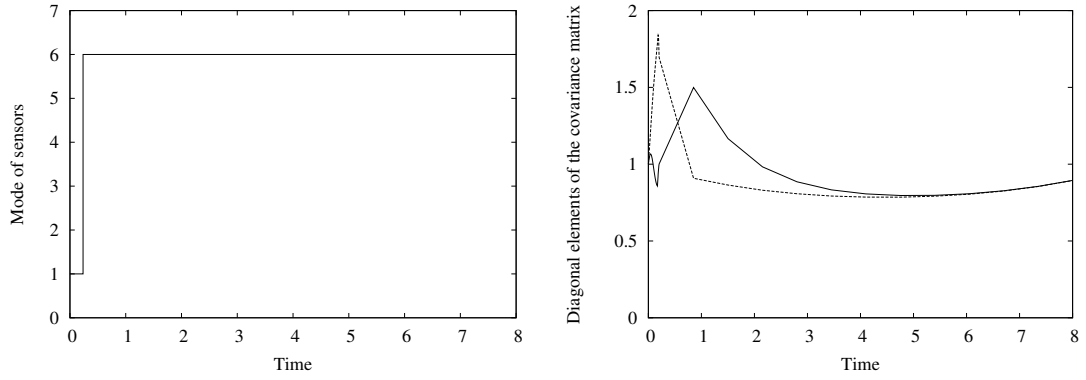 7
6
5
4
3
2
1
0
Mode of sensors
0 1 2 3 4 5 6 7 8
Time
2
1.5
1
0.5
0
Diagonal elements of the covariance matrix
0 1 2 3 4 5 6 7 8
Time